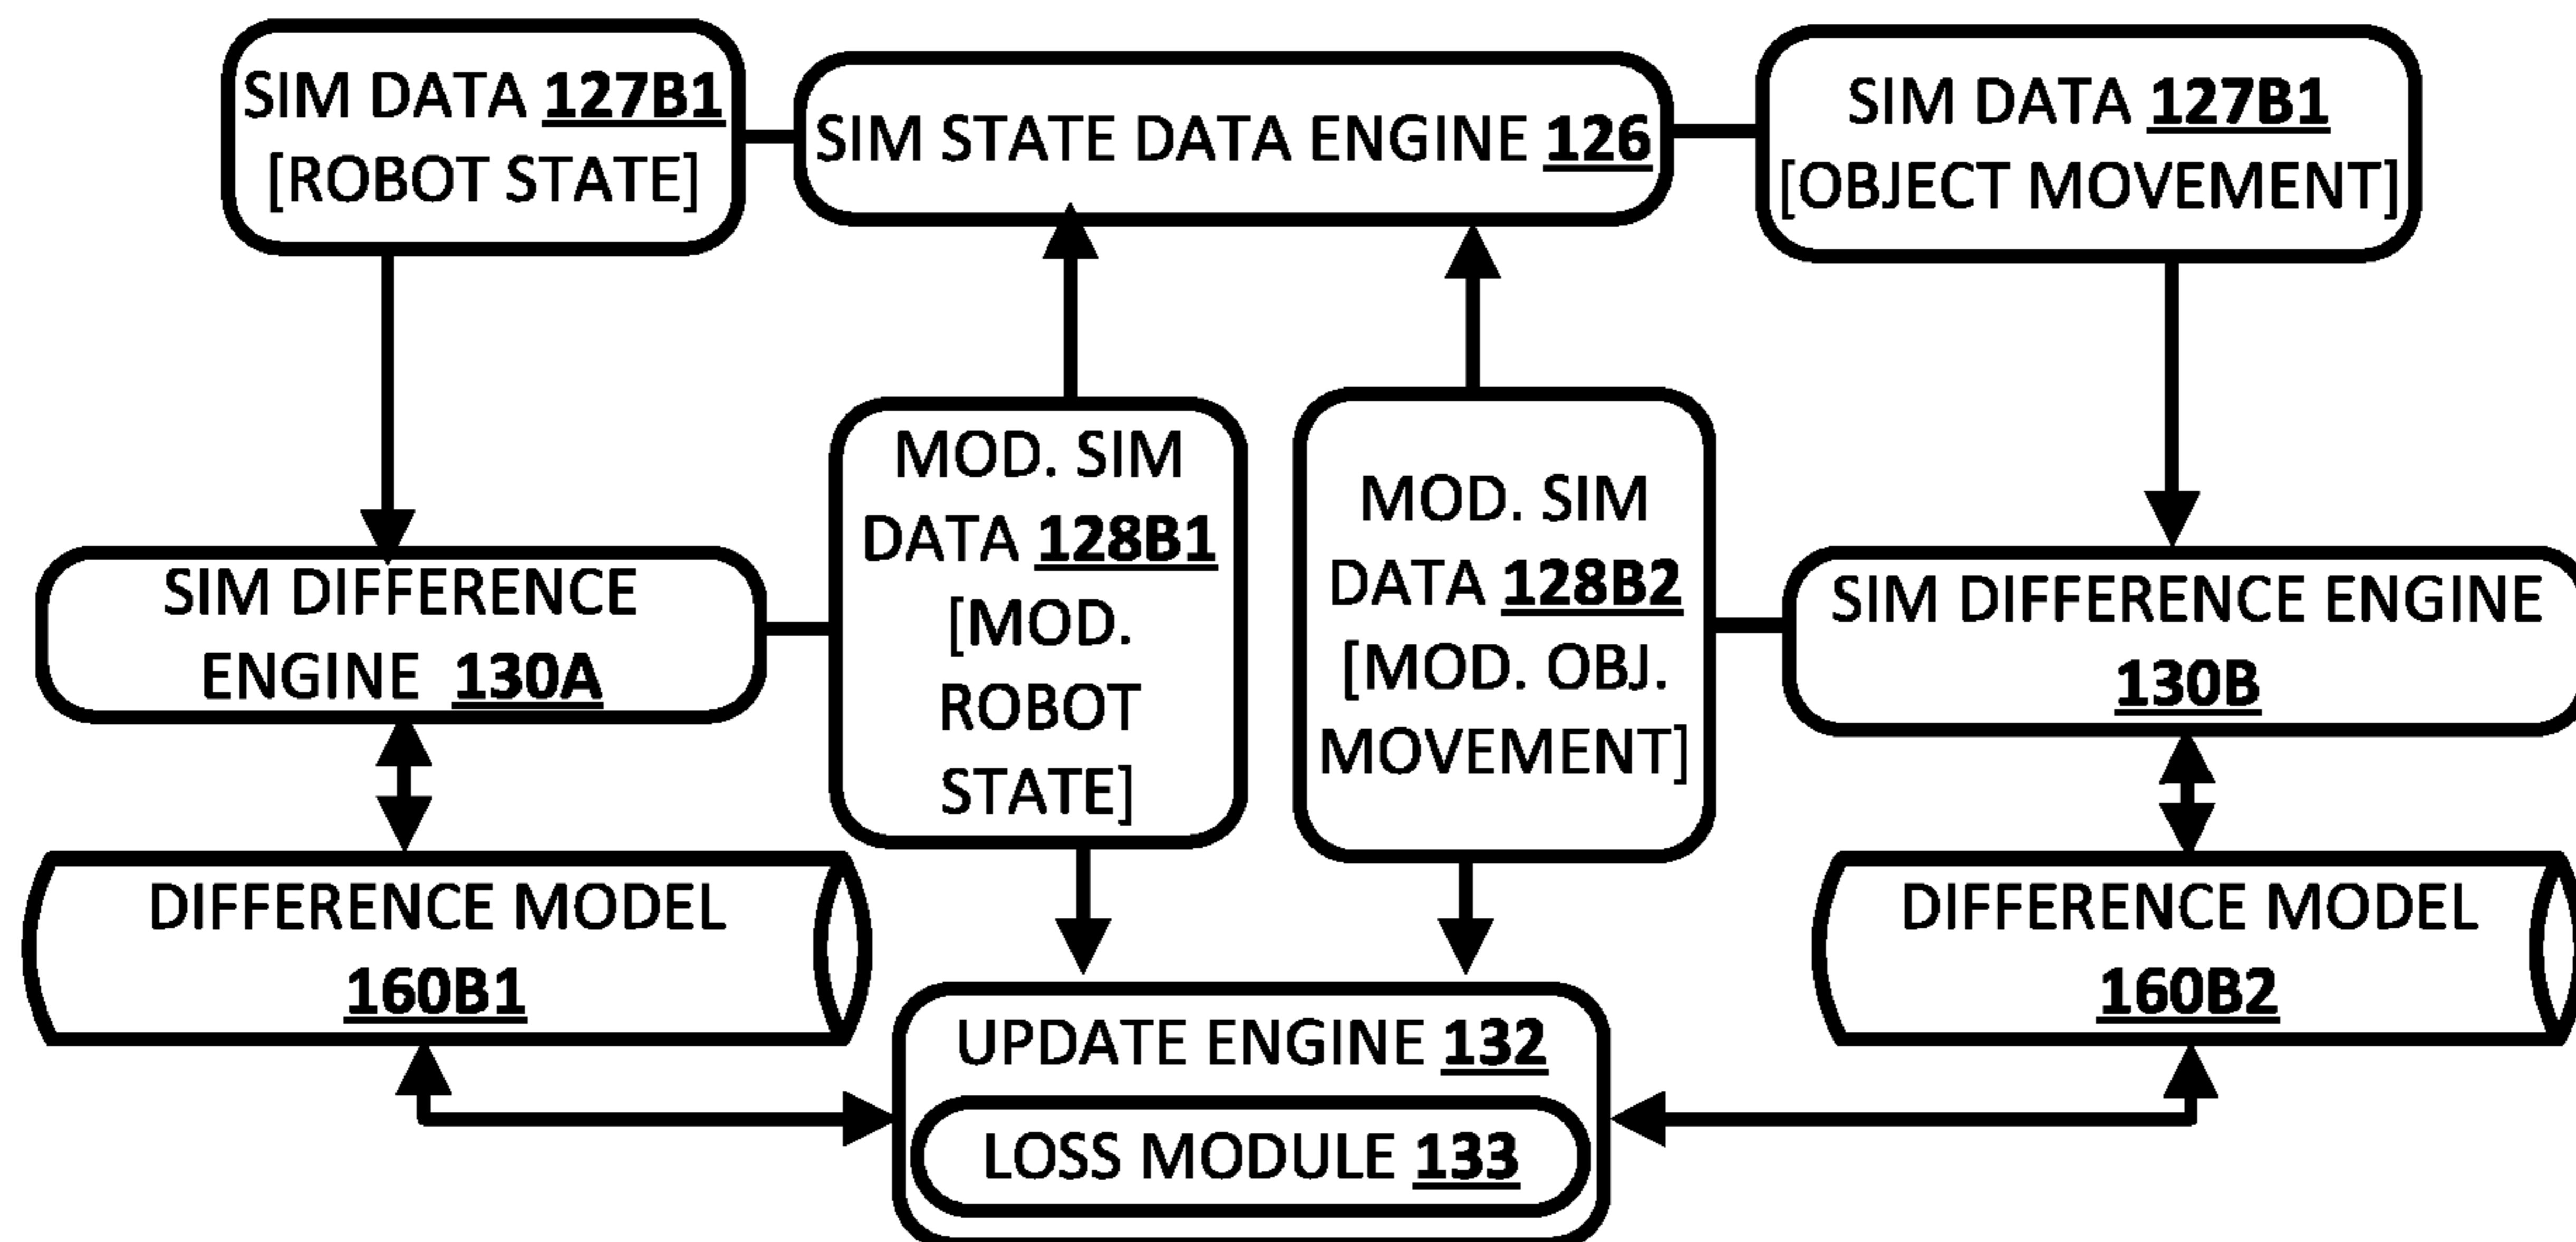 SIM DATA 127B1
[ROBOT STATE]
SIM STATE DATA ENGINE 126
SIM DATA 127B1
[OBJECT MOVEMENT]
MOD. SIM
DATA 128B1
[MOD.
ROBOT
STATE]
MOD. SIM
DATA 128B2
[MOD. OBJ.
MOVEMENT]
SIM DIFFERENCE
ENGINE 130A
SIM DIFFERENCE ENGINE
130B
DIFFERENCE MODEL
160B1
DIFFERENCE MODEL
160B2
UPDATE ENGINE 132
LOSS MODULE 133